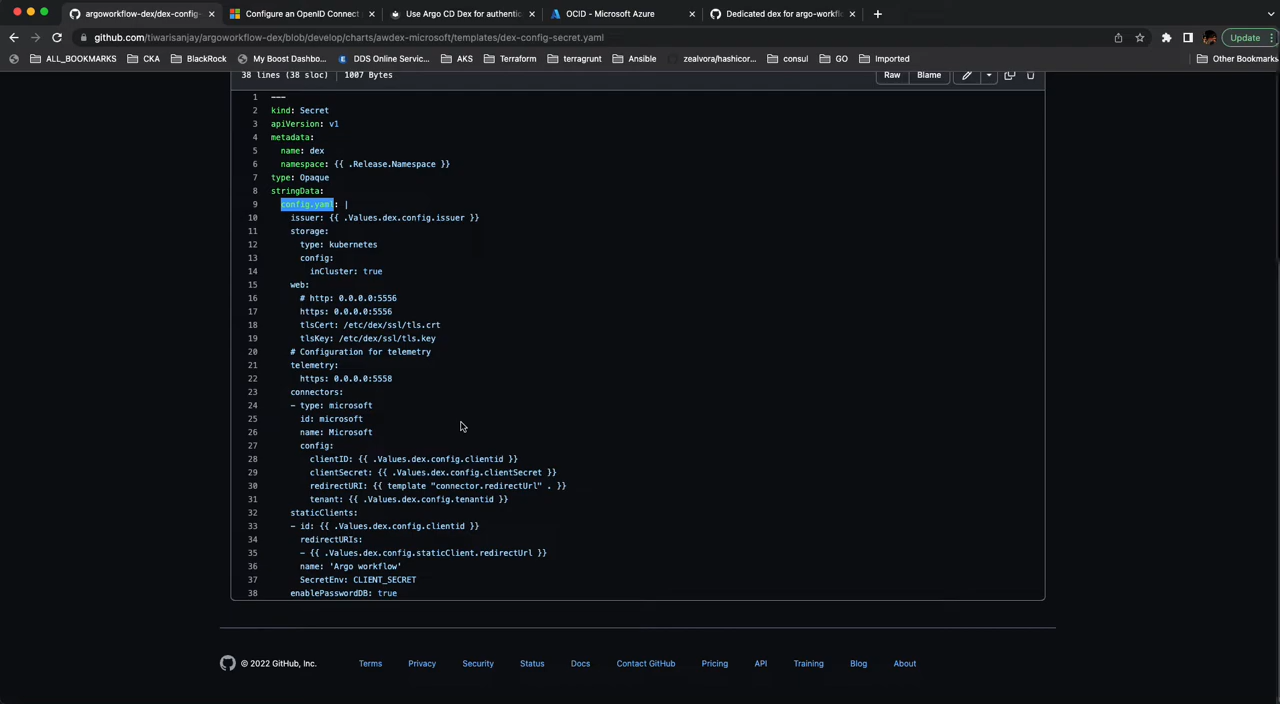 argoworkflow-dex/dex-config-
Configure an OpenID Connect
Use Argo CD Dex for authentic
OCID - Microsoft Azure
Dedicated dex for argo-workfl
github.com/tiwarisanjay/argoworkflow-dex/blob/develop/charts/awdex-microsoft/templates/dex-config-secret.yaml
Update
ALL_BOOKMARKS
CKA
BlackRock
My Boost Dashbo...
DDS Online Servic...
AKS
Terraform
terragrunt
Ansible
zealvora/hashicor...
consul
GO
Imported
Other Bookmarks
38 lines (38 sloc) 1007 Bytes
Raw
Blame
1 ---
2 kind: Secret
3 apiVersion: v1
4 metadata:
5 name: dex
6 namespace: {{ .Release.Namespace }}
7 type: Opaque
8 stringData:
9 config.yaml: |
10 issuer: {{ .Values.dex.config.issuer }}
11 storage:
12 type: kubernetes
13 config:
14 inCluster: true
15 web:
16 # http: 0.0.0.0:5556
17 https: 0.0.0.0:5556
18 tlsCert: /etc/dex/ssl/tls.crt
19 tlsKey: /etc/dex/ssl/tls.key
20 # Configuration for telemetry
21 telemetry:
22 https: 0.0.0.0:5558
23 connectors:
24 - type: microsoft
25 id: microsoft
26 name: Microsoft
27 config:
28 clientID: {{ .Values.dex.config.clientid }}
29 clientSecret: {{ .Values.dex.config.clientSecret }}
30 redirectURI: {{ template "connector.redirectUrl" . }}
31 tenant: {{ .Values.dex.config.tenantid }}
32 staticClients:
33 - id: {{ .Values.dex.config.clientid }}
34 redirectURIs:
35 - {{ .Values.dex.config.staticClient.redirectUrl }}
36 name: 'Argo workflow'
37 SecretEnv: CLIENT_SECRET
38 enablePasswordDB: true
© 2022 GitHub, Inc.
Terms
Privacy
Security
Status
Docs
Contact GitHub
Pricing
API
Training
Blog
About